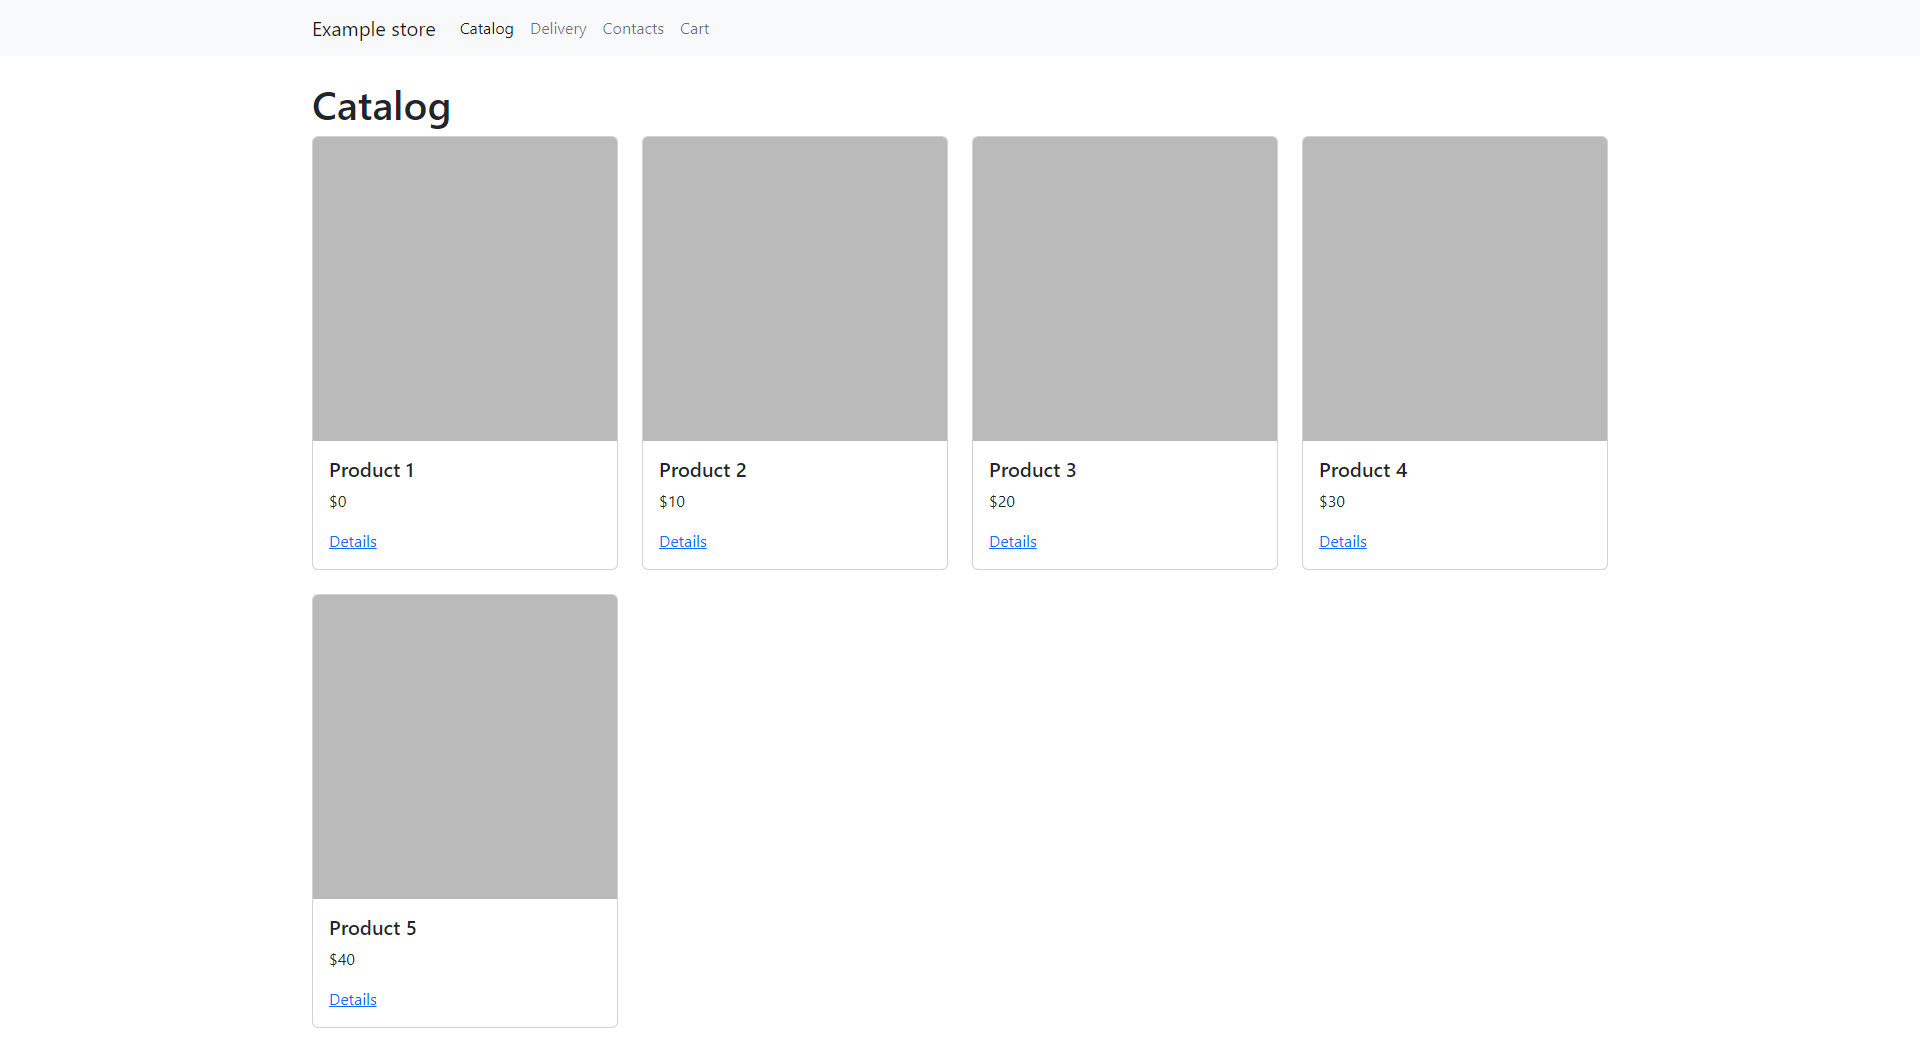 Example store Catalog Delivery Contacts Cart
Catalog
Product 1
$0
Details
Product 2
$10
Details
Product 3
$20
Details
Product 4
$30
Details
Product 5
$40
Details